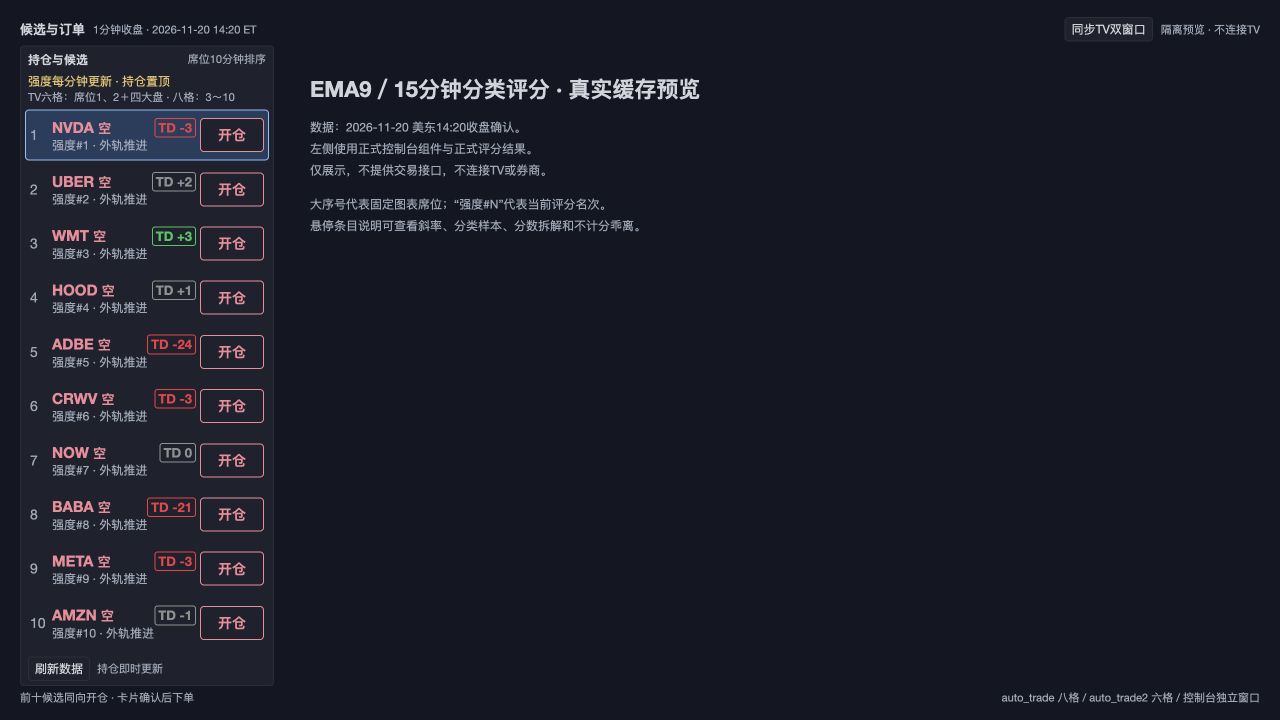 候选与订单 1分钟收盘 · 2026-11-20 14:20 ET
同步TV双窗口 隔离预览 · 不连接TV
持仓与候选 席位10分钟排序
强度每分钟更新 · 持仓置顶
TV六格：席位1、2＋四大盘 · 八格：3～10
1 NVDA 空 TD -3 开仓
强度#1 · 外轨推进
2 UBER 空 TD +2 开仓
强度#2 · 外轨推进
3 WMT 空 TD +3 开仓
强度#3 · 外轨推进
4 HOOD 空 TD +1 开仓
强度#4 · 外轨推进
5 ADBE 空 TD -24 开仓
强度#5 · 外轨推进
6 CRWV 空 TD -3 开仓
强度#6 · 外轨推进
7 NOW 空 TD 0 开仓
强度#7 · 外轨推进
8 BABA 空 TD -21 开仓
强度#8 · 外轨推进
9 META 空 TD -3 开仓
强度#9 · 外轨推进
10 AMZN 空 TD -1 开仓
强度#10 · 外轨推进
刷新数据 持仓即时更新
EMA9 / 15分钟分类评分 · 真实缓存预览
数据：2026-11-20 美东14:20收盘确认。
左侧使用正式控制台组件与正式评分结果。
仅展示，不提供交易接口，不连接TV或券商。
大序号代表固定图表席位；“强度#N”代表当前评分名次。
悬停条目说明可查看斜率、分类样本、分数拆解和不计分乖离。
前十候选同向开仓 · 卡片确认后下单
auto_trade 八格 / auto_trade2 六格 / 控制台独立窗口